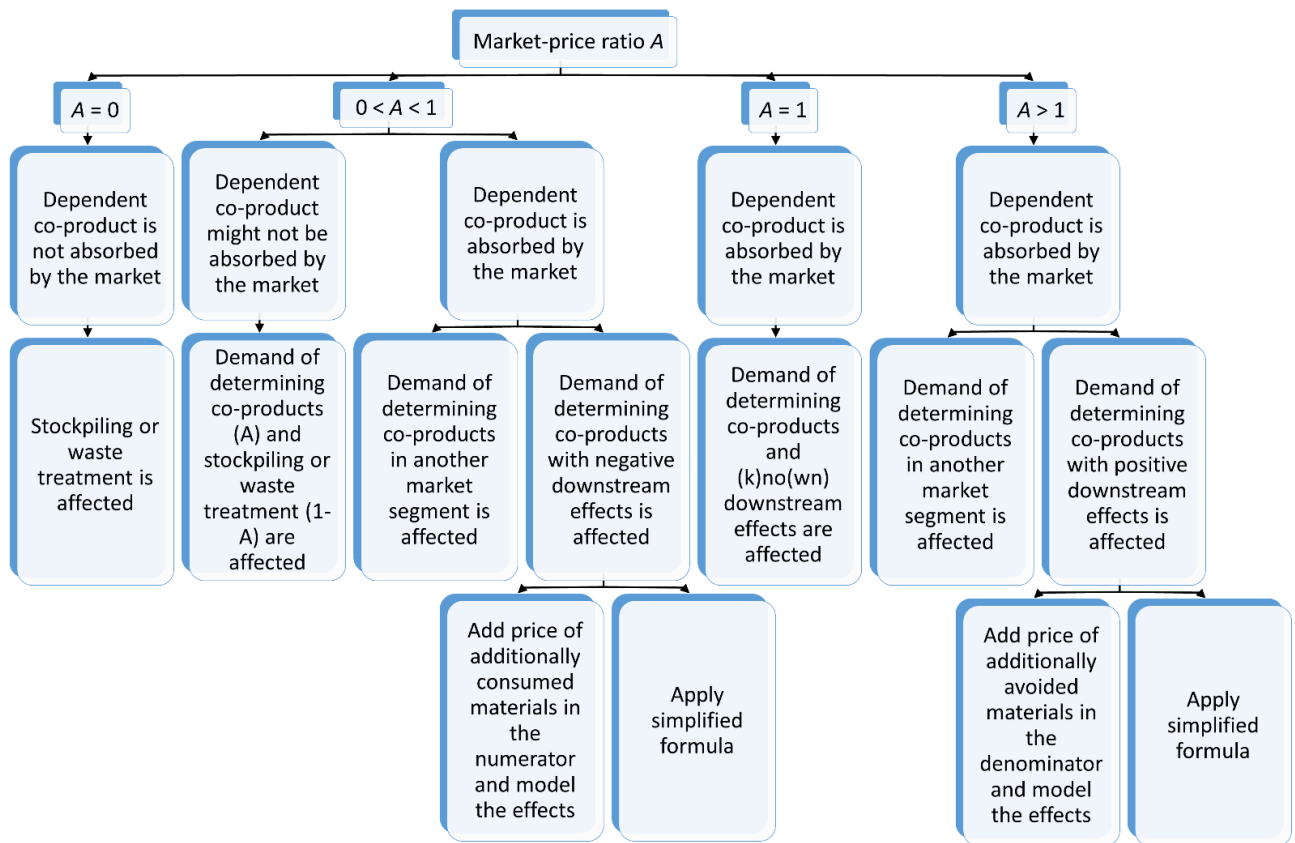 Market-price ratio A
A = 0
0 < A < 1
A = 1
A > 1
Dependent
co-product is
not absorbed
by the market
Dependent
co-product
might not be
absorbed by
the market
Dependent
co-product is
absorbed by
the market
Dependent
co-product is
absorbed by
the market
Dependent
co-product is
absorbed by
the market
Stockpiling or
waste
treatment is
affected
Demand of
determining
co-products
(A) and
stockpiling or
waste
treatment (1-
A) are
affected
Demand of
determining
co-products
in another
market
segment is
affected
Demand of
determining
co-products
with negative
downstream
effects is
affected
Demand of
determining
co-products
and
(k)no(wn)
downstream
effects are
affected
Demand of
determining
co-products
in another
market
segment is
affected
Demand of
determining
co-products
with positive
downstream
effects is
affected
Add price of
additionally
consumed
materials in
the
numerator
and model
the effects
Apply
simplified
formula
Add price of
additionally
avoided
materials in
the
denominator
and model
the effects
Apply
simplified
formula